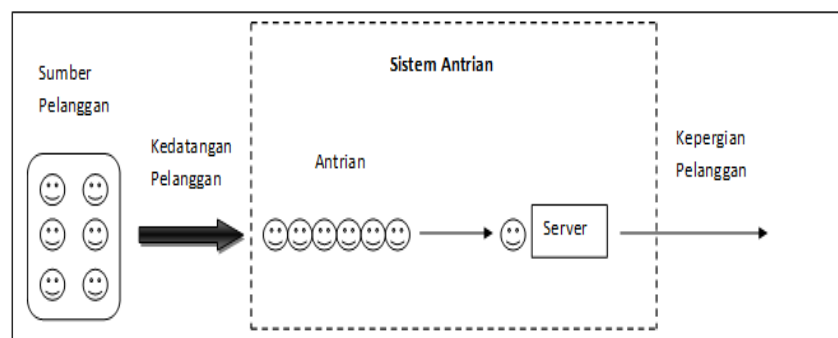 Sistem Antrian
Sumber
Pelanggan
Kedatangan
Pelanggan
Antrian
Server
Kepergian
Pelanggan